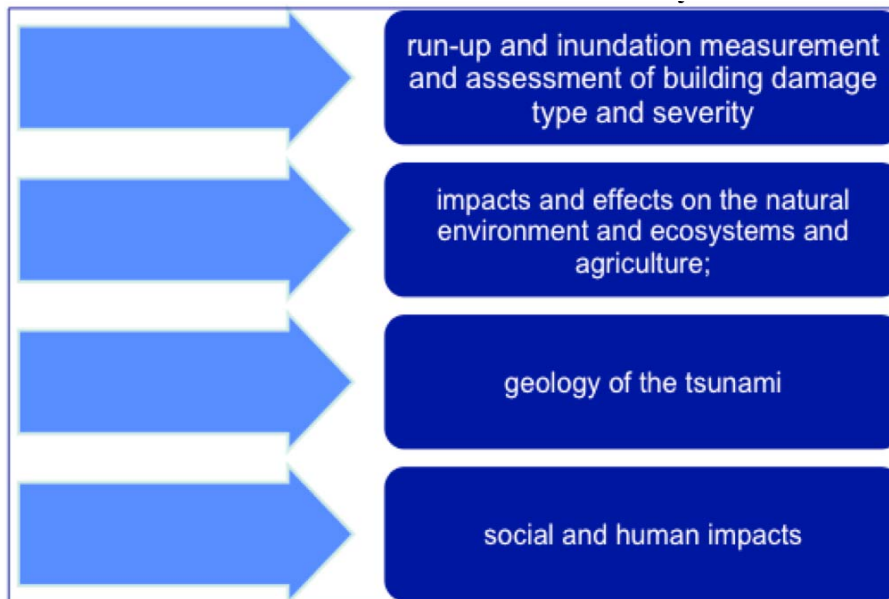 run-up and inundation measurement
and assessment of building damage
type and severity
impacts and effects on the natural
environment and ecosystems and
agriculture;
geology of the tsunami
social and human impacts